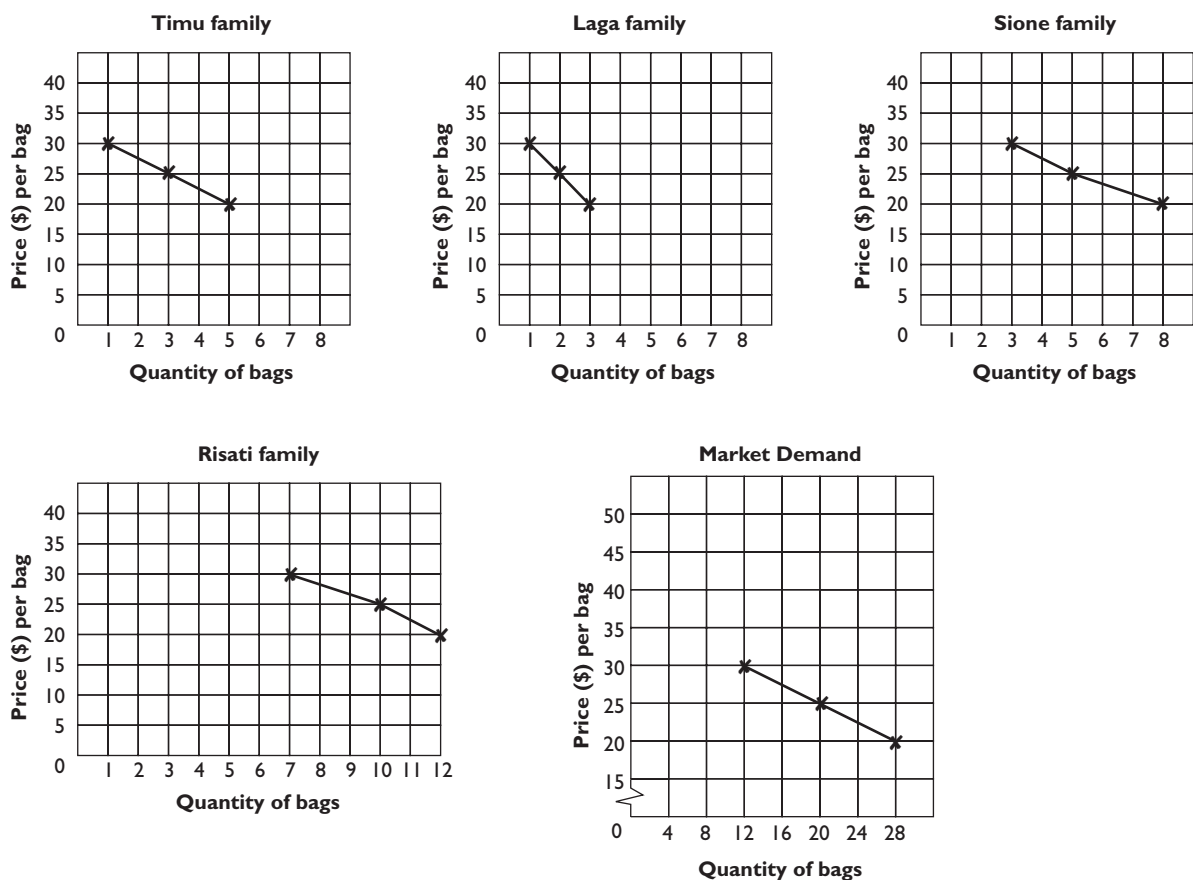 Timu family
Price ($) per bag
40
35
30
25
20
15
10
5
0
1 2 3 4 5 6 7 8
Quantity of bags
Laga family
Price ($) per bag
40
35
30
25
20
15
10
5
0
1 2 3 4 5 6 7 8
Quantity of bags
Sione family
Price ($) per bag
40
35
30
25
20
15
10
5
0
1 2 3 4 5 6 7 8
Quantity of bags
Risati family
Price ($) per bag
40
35
30
25
20
15
10
5
0
1 2 3 4 5 6 7 8 9 10 11 12
Quantity of bags
Market Demand
Price ($) per bag
50
45
40
35
30
25
20
15
0
4 8 12 16 20 24 28
Quantity of bags